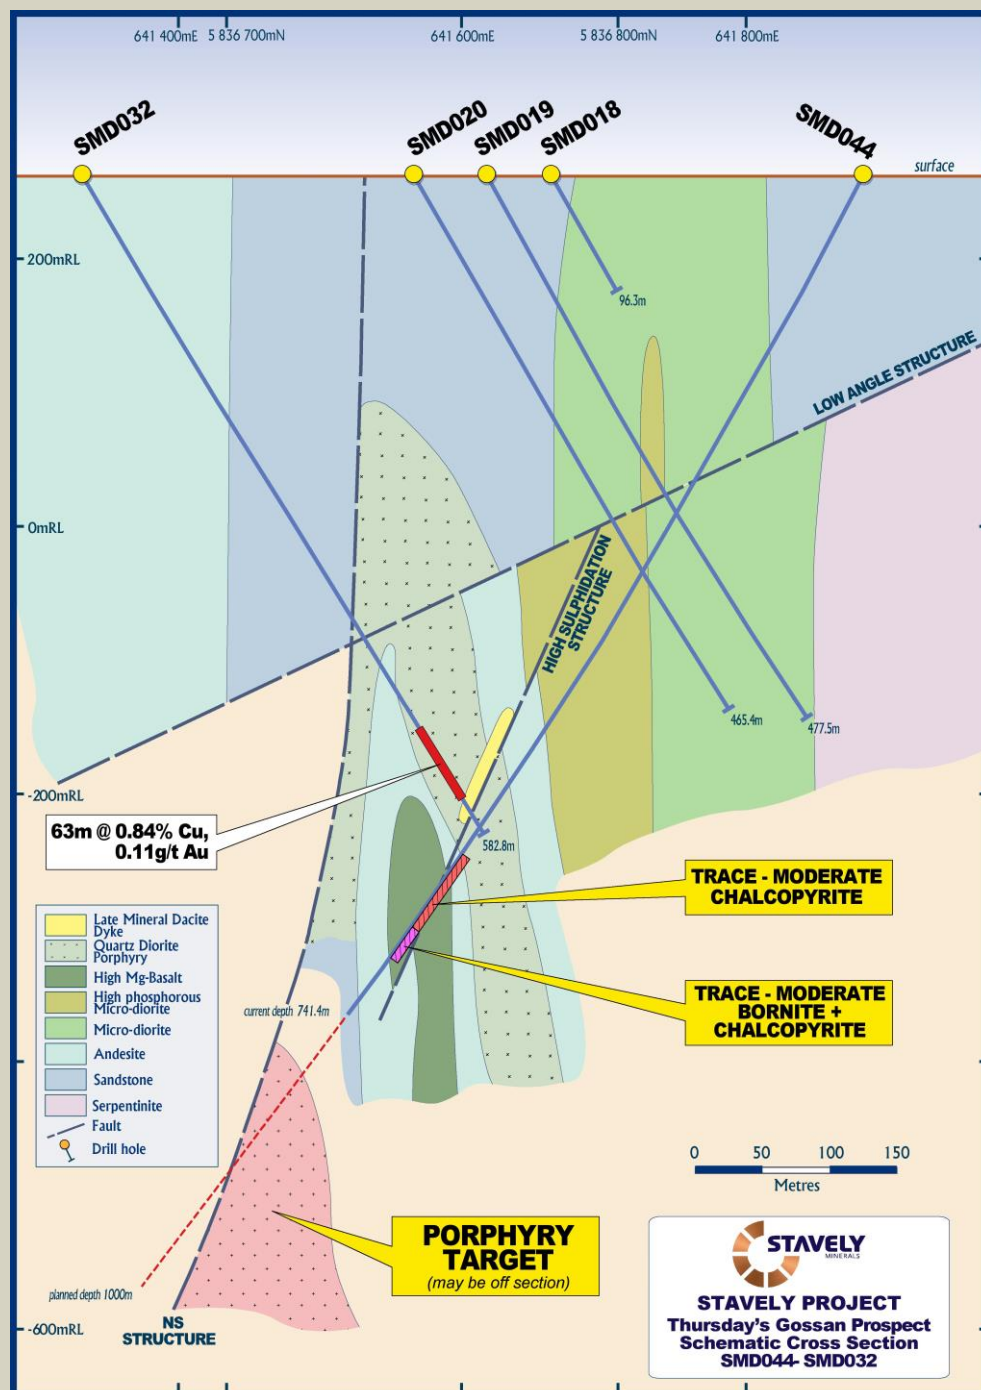 641 400mE
5 836 700mN
641 600mE
5 836 800mN
641 800mE
SMD032
SMD020
SMD019
SMD018
SMD044
surface
200mRL
96.3m
LOW ANGLE STRUCTURE
0mRL
HIGH SULPHIDATION
STRUCTURE
465.4m
477.5m
-200mRL
63m @ 0.84% Cu,
0.11g/t Au
582.8m
TRACE - MODERATE
CHALCOPYRITE
Late Mineral Dacite
Dyke
Quartz Diorite
Porphyry
High Mg-Basalt
High phosphorous
Micro-diorite
Micro-diorite
Andesite
Sandstone
Serpentinite
Fault
Drill hole
TRACE - MODERATE
BORNITE +
CHALCOPYRITE
current depth 741.4m
0 50 100 150
Metres
PORPHYRY
TARGET
(may be off section)
planned depth 1000m
NS
STRUCTURE
-600mRL
STAVELY
MINERALS
STAVELY PROJECT
Thursday's Gossan Prospect
Schematic Cross Section
SMD044- SMD032